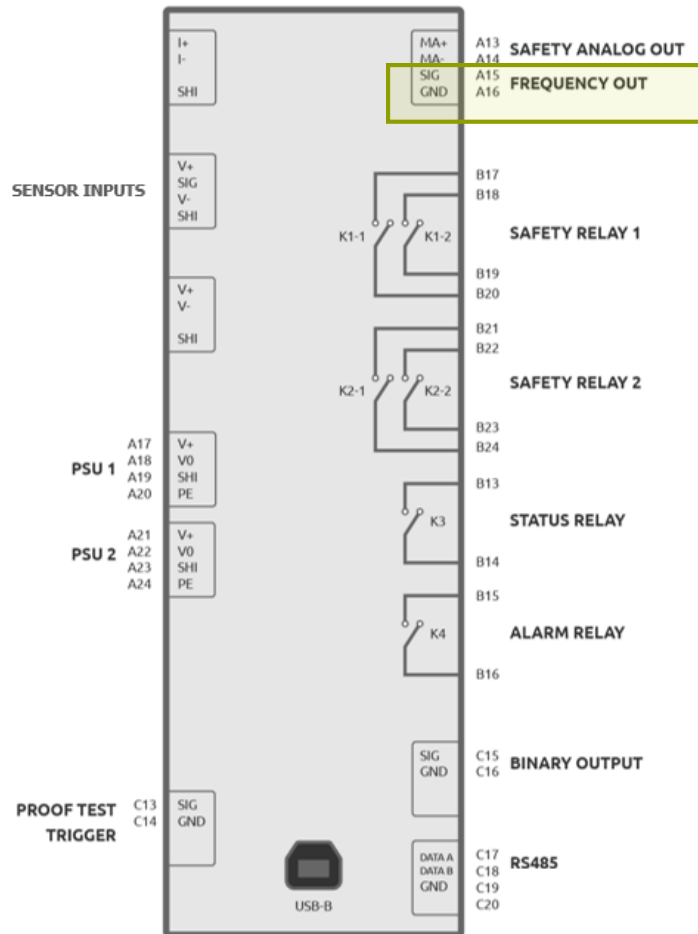 I+
I-
SHI
MA+ A13 SAFETY ANALOG OUT
MA- A14
SIG A15 FREQUENCY OUT
GND A16
SENSOR INPUTS
V+
SIG
V-
SHI
B17
B18
K1-1 K1-2 SAFETY RELAY 1
B19
B20
V+
V-
SHI
B21
B22
K2-1 K2-2 SAFETY RELAY 2
B23
B24
PSU 1
A17 V+
A18 V0
A19 SHI
A20 PE
B13
K3 STATUS RELAY
B14
PSU 2
A21 V+
A22 V0
A23 SHI
A24 PE
B15
K4 ALARM RELAY
B16
SIG C15 BINARY OUTPUT
GND C16
PROOF TEST
TRIGGER
C13 SIG
C14 GND
USB-B
DATA A C17 RS485
DATA B C18
GND C19
C20